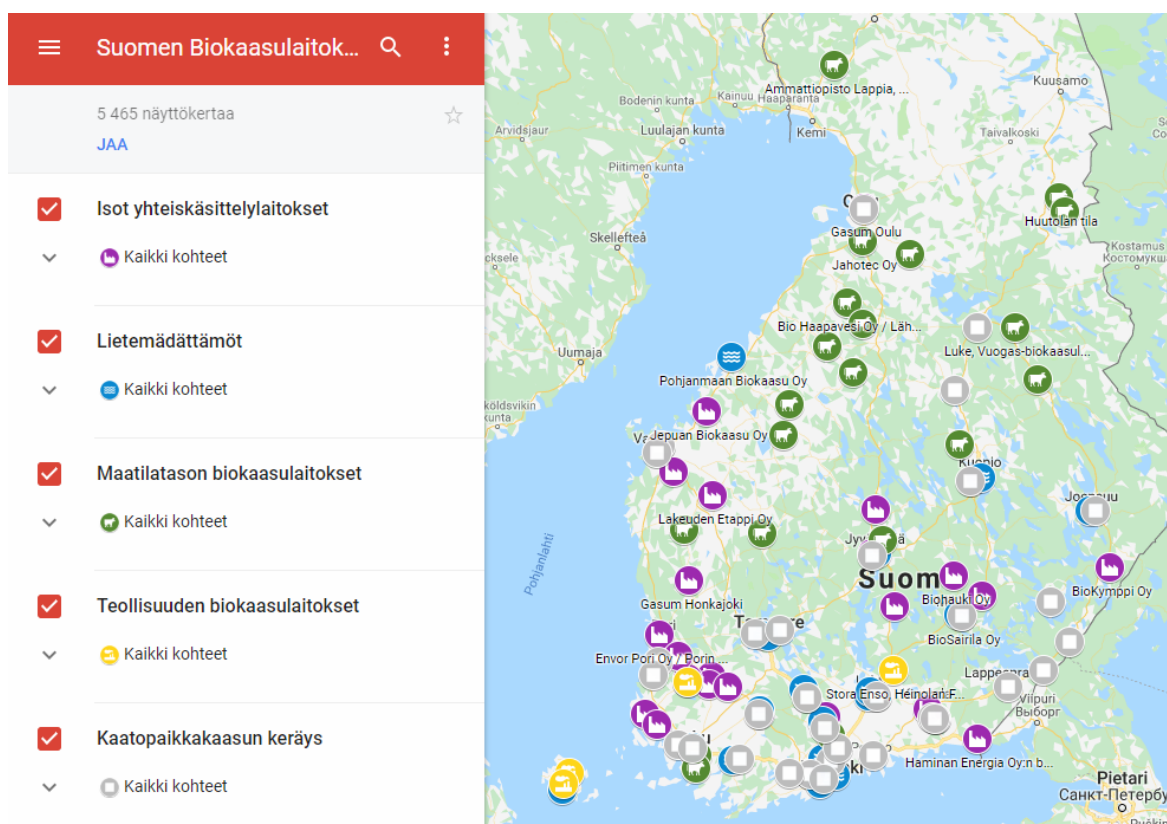 Suomen Biokaasulaitok...
5 465 näyttökertaa
JAA
Isot yhteiskäsittelylaitokset
Kaikki kohteet
Lietemädättämöt
Kaikki kohteet
Maatilatason biokaasulaitokset
Kaikki kohteet
Teollisuuden biokaasulaitokset
Kaikki kohteet
Kaatopaikkakaasun keräys
Kaikki kohteet
Ammattiopisto Lappia, ...
Kuusamo
Bodenin kunta
Kainuu Haaparanta
Arvidsjaur
Luulajan kunta
Kemi
Taivalkoski
Piitimen kunta
Huutolan tila
Skellefteå
Gasum Oulu
Kostamus
Jahotec Oy
Bio Haapavesi Oy / Läh...
Luke, Vuogas-biokaasul...
Uumaja
Pohjanmaan Biokaasu Oy
Jepuan Biokaasu Oy
Kuopio
Lakeuden Etappi Oy
Pohjanlahti
Suom
BioKymppi Oy
Biohauki Oy
Gasum Honkajoki
BioSairila Oy
Envor Pori Oy / Porin ...
Lappeenra
Stora Enso, Heinolan F...
Viipuri
Выборг
Haminan Energia Oy:n b...
Pietari
Санкт-Петербу